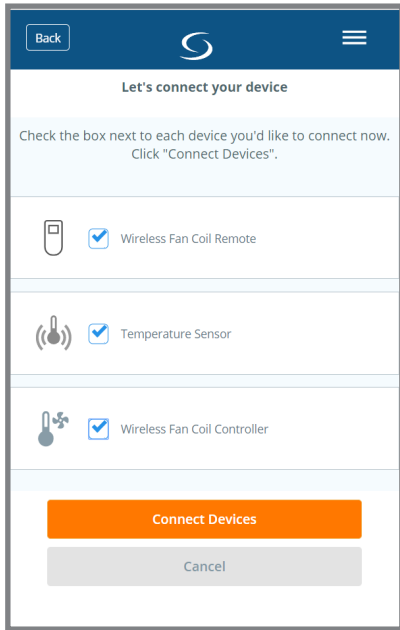 Back
Let's connect your device
Check the box next to each device you'd like to connect now.
Click "Connect Devices".
Wireless Fan Coil Remote
Temperature Sensor
Wireless Fan Coil Controller
Connect Devices
Cancel